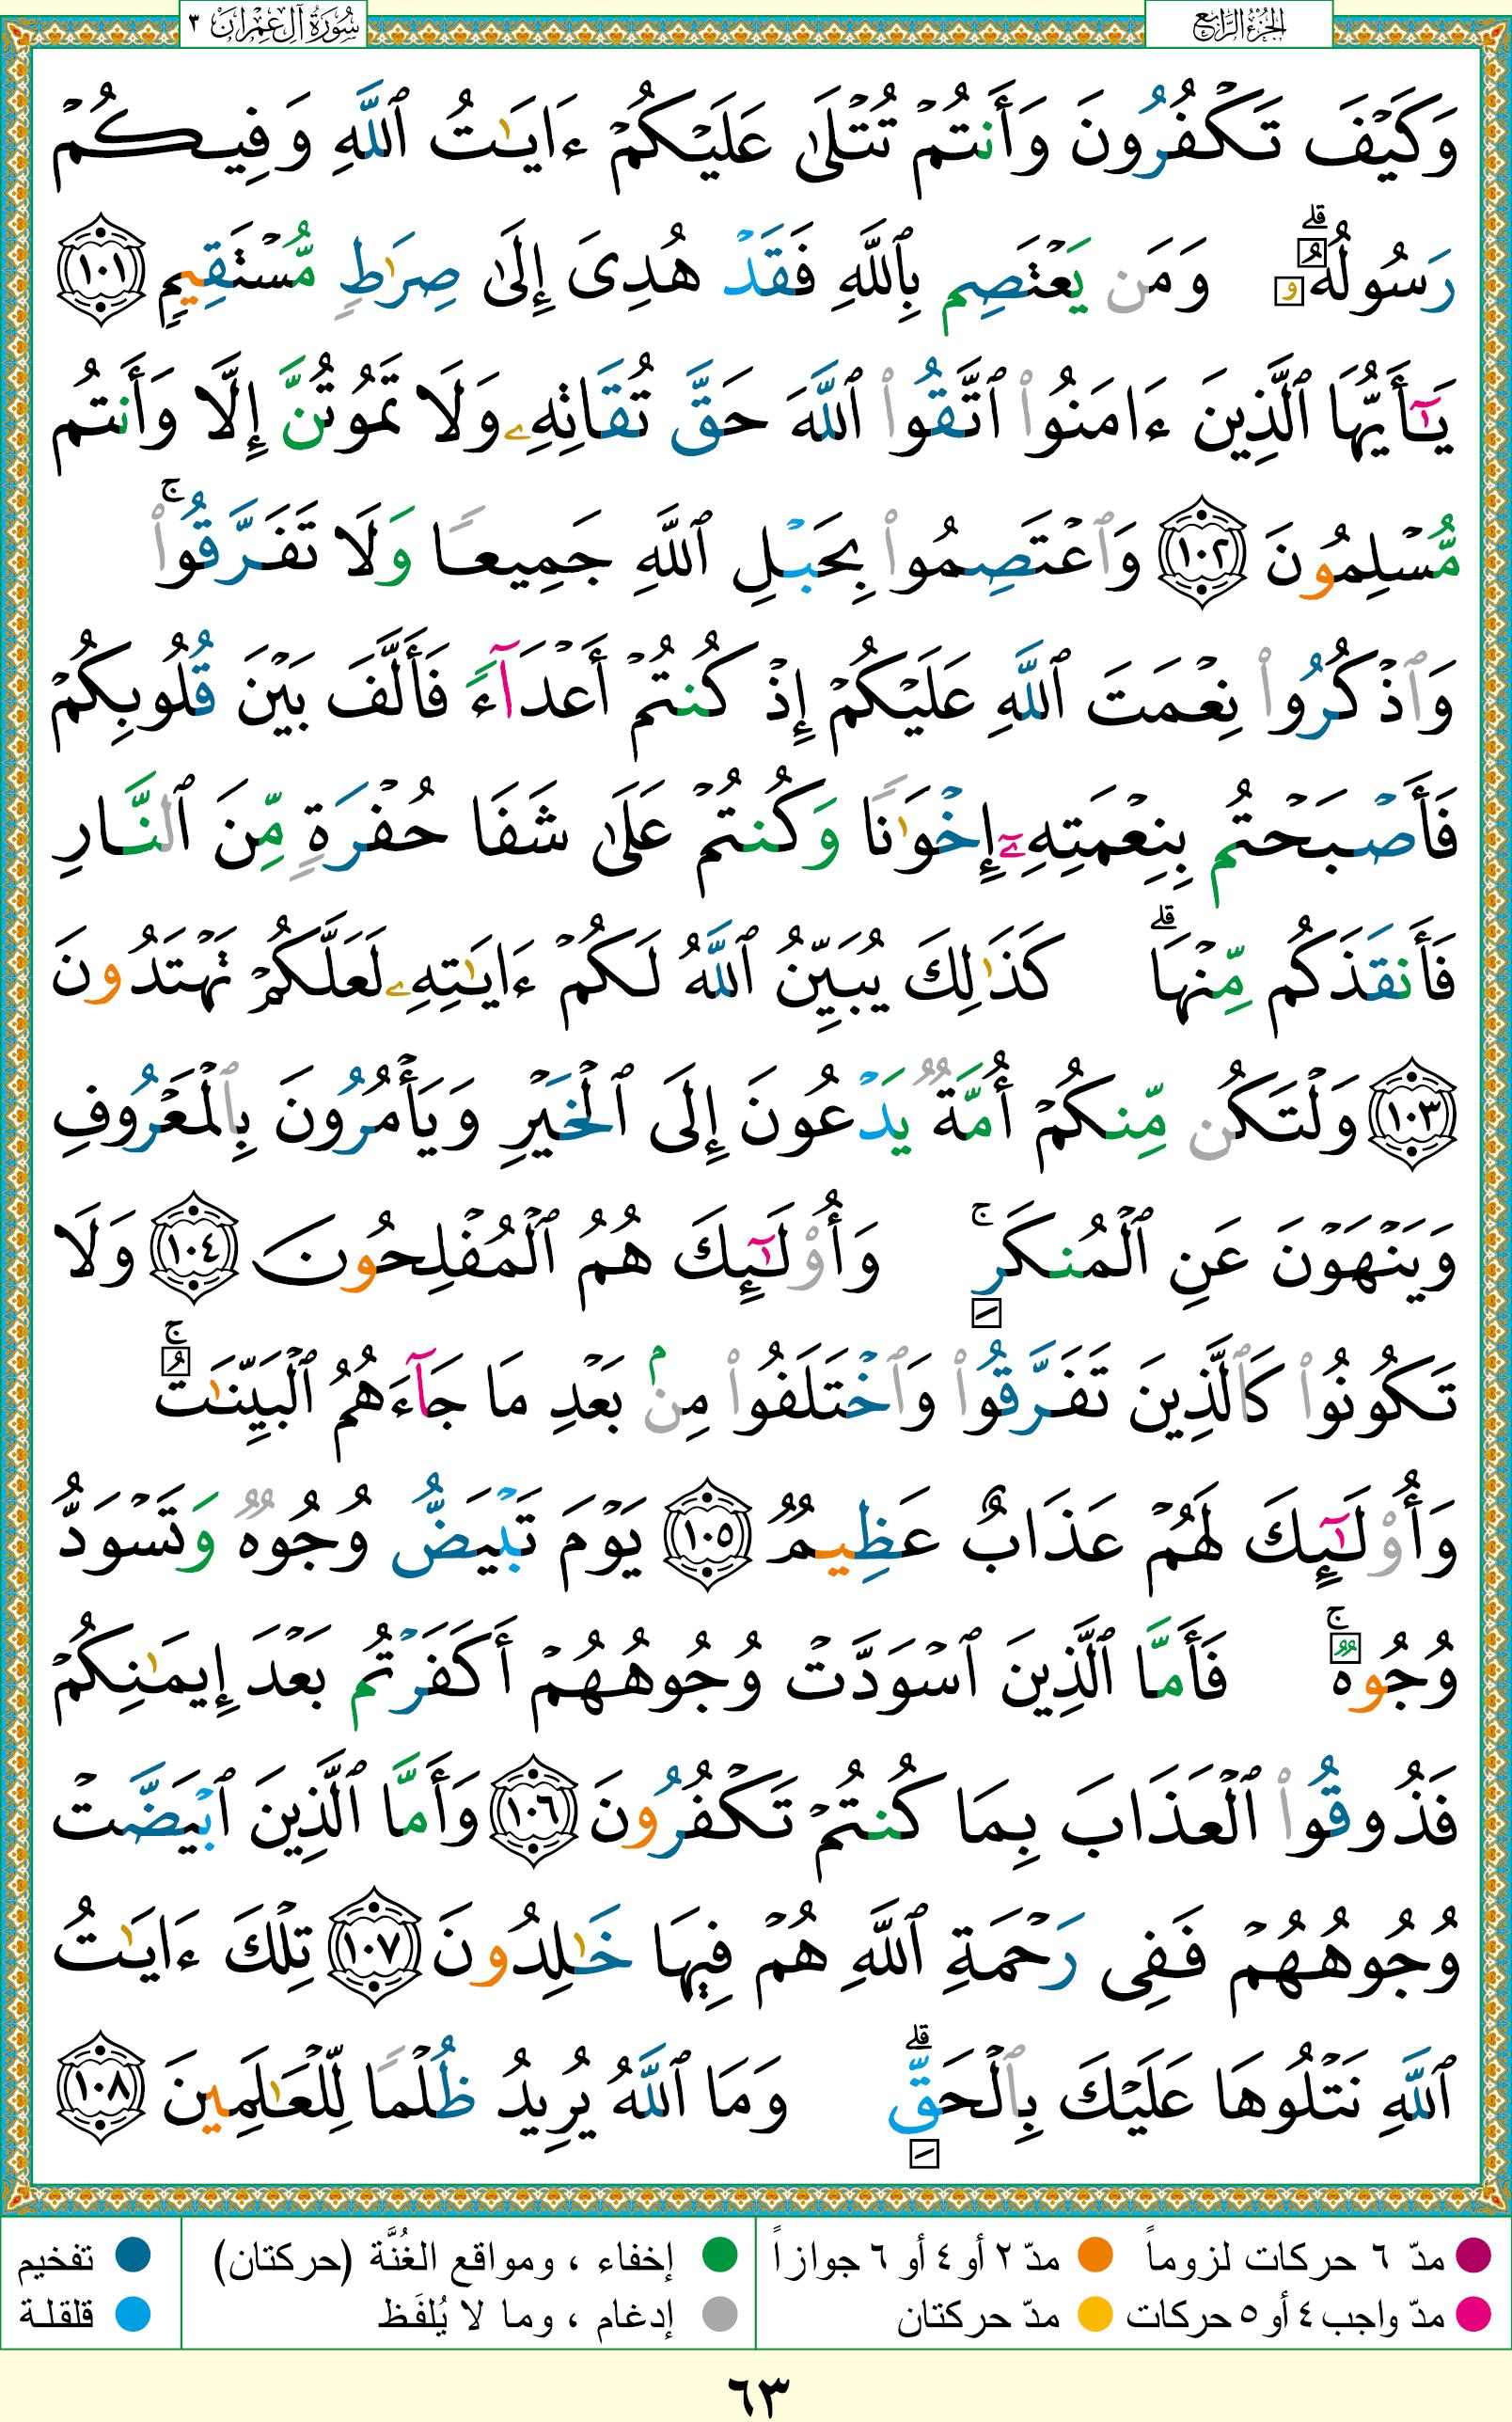 الجزء الرابع
سورة آل عمران ٣
وَكَيۡفَ تَكۡفُرُونَ وَأَنتُمۡ تُتۡلَىٰ عَلَيۡكُمۡ ءَايَٰتُ ٱللَّهِ وَفِيكُمۡ
رَسُولُهُۥۗ وَمَن يَعۡتَصِم بِٱللَّهِ فَقَدۡ هُدِىَ إِلَىٰ صِرَٰطٖ مُّسۡتَقِيمٖ ١٠١
يَٰٓأَيُّهَا ٱلَّذِينَ ءَامَنُواْ ٱتَّقُواْ ٱللَّهَ حَقَّ تُقَاتِهِۦ وَلَا تَمُوتُنَّ إِلَّا وَأَنتُم
مُّسۡلِمُونَ ١٠٢ وَٱعۡتَصِمُواْ بِحَبۡلِ ٱللَّهِ جَمِيعٗا وَلَا تَفَرَّقُواْۚ
وَٱذۡكُرُواْ نِعۡمَتَ ٱللَّهِ عَلَيۡكُمۡ إِذۡ كُنتُمۡ أَعۡدَآءٗ فَأَلَّفَ بَيۡنَ قُلُوبِكُمۡ
فَأَصۡبَحۡتُم بِنِعۡمَتِهِۦٓ إِخۡوَٰنٗا وَكُنتُمۡ عَلَىٰ شَفَا حُفۡرَةٖ مِّنَ ٱلنَّارِ
فَأَنقَذَكُم مِّنۡهَاۗ كَذَٰلِكَ يُبَيِّنُ ٱللَّهُ لَكُمۡ ءَايَٰتِهِۦ لَعَلَّكُمۡ تَهۡتَدُونَ
١٠٣ وَلۡتَكُن مِّنكُمۡ أُمَّةٞ يَدۡعُونَ إِلَى ٱلۡخَيۡرِ وَيَأۡمُرُونَ بِٱلۡمَعۡرُوفِ
وَيَنۡهَوۡنَ عَنِ ٱلۡمُنكَرِۚ وَأُوْلَٰٓئِكَ هُمُ ٱلۡمُفۡلِحُونَ ١٠٤ وَلَا
تَكُونُواْ كَٱلَّذِينَ تَفَرَّقُواْ وَٱخۡتَلَفُواْ مِنۢ بَعۡدِ مَا جَآءَهُمُ ٱلۡبَيِّنَٰتُۚ
وَأُوْلَٰٓئِكَ لَهُمۡ عَذَابٌ عَظِيمٞ ١٠٥ يَوۡمَ تَبۡيَضُّ وُجُوهٞ وَتَسۡوَدُّ
وُجُوهٞۚ فَأَمَّا ٱلَّذِينَ ٱسۡوَدَّتۡ وُجُوهُهُمۡ أَكَفَرۡتُم بَعۡدَ إِيمَٰنِكُمۡ
فَذُوقُواْ ٱلۡعَذَابَ بِمَا كُنتُمۡ تَكۡفُرُونَ ١٠٦ وَأَمَّا ٱلَّذِينَ ٱبۡيَضَّتۡ
وُجُوهُهُمۡ فَفِى رَحۡمَةِ ٱللَّهِ هُمۡ فِيهَا خَٰلِدُونَ ١٠٧ تِلۡكَ ءَايَٰتُ
ٱللَّهِ نَتۡلُوهَا عَلَيۡكَ بِٱلۡحَقِّۗ وَمَا ٱللَّهُ يُرِيدُ ظُلۡمٗا لِّلۡعَٰلَمِينَ ١٠٨
مدّ ٦ حركات لزوماً مدّ ٢ أو ٤ أو ٦ جوازاً إخفاء ، ومواقع الغُنَّة (حركتان) تفخيم
مدّ واجب ٤ أو ٥ حركات مدّ حركتان إدغام ، وما لا يُلفَظ قلقلة
٦٣